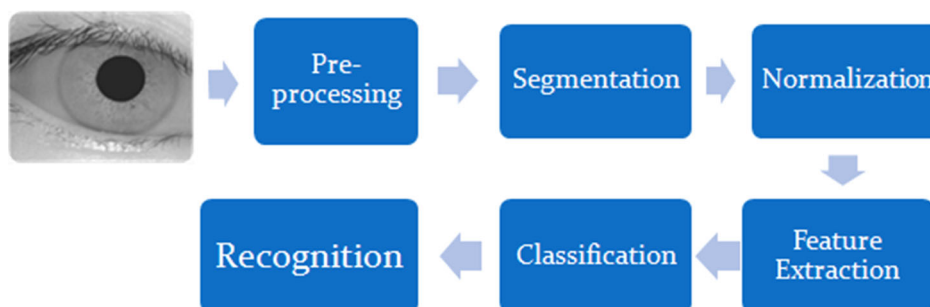 Pre-
processing
Segmentation
Normalization
Feature
Extraction
Classification
Recognition